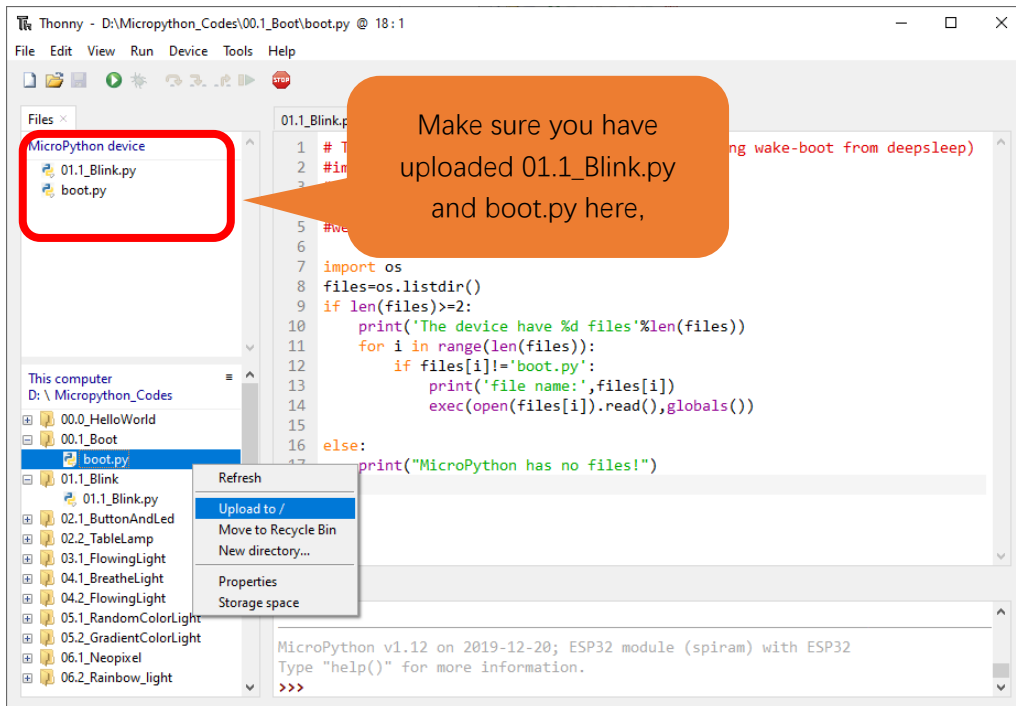 Thonny - D:\Micropython_Codes\00.1_Boot\boot.py @ 18 : 1
File Edit View Run Device Tools Help
STOP
Files ×
MicroPython device
01.1_Blink.py
boot.py
This computer
D: \ Micropython_Codes
00.0_HelloWorld
00.1_Boot
boot.py
01.1_Blink
01.1_Blink.py
02.1_ButtonAndLed
02.2_TableLamp
03.1_FlowingLight
04.1_BreatheLight
04.2_FlowingLight
05.1_RandomColorLight
05.2_GradientColorLight
06.1_Neopixel
06.2_Rainbow_light
Refresh
Upload to /
Move to Recycle Bin
New directory...
Properties
Storage space
Make sure you have
uploaded 01.1_Blink.py
and boot.py here,
01.1_Blink.p
1 # T ng wake-boot from deepsleep)
2 #im
3
5 #we
6
7 import os
8 files=os.listdir()
9 if len(files)>=2:
10 print('The device have %d files'%len(files))
11 for i in range(len(files)):
12 if files[i]!='boot.py':
13 print('file name:',files[i])
14 exec(open(files[i]).read(),globals())
15
16 else:
17 print("MicroPython has no files!")
MicroPython v1.12 on 2019-12-20; ESP32 module (spiram) with ESP32
Type "help()" for more information.
>>>